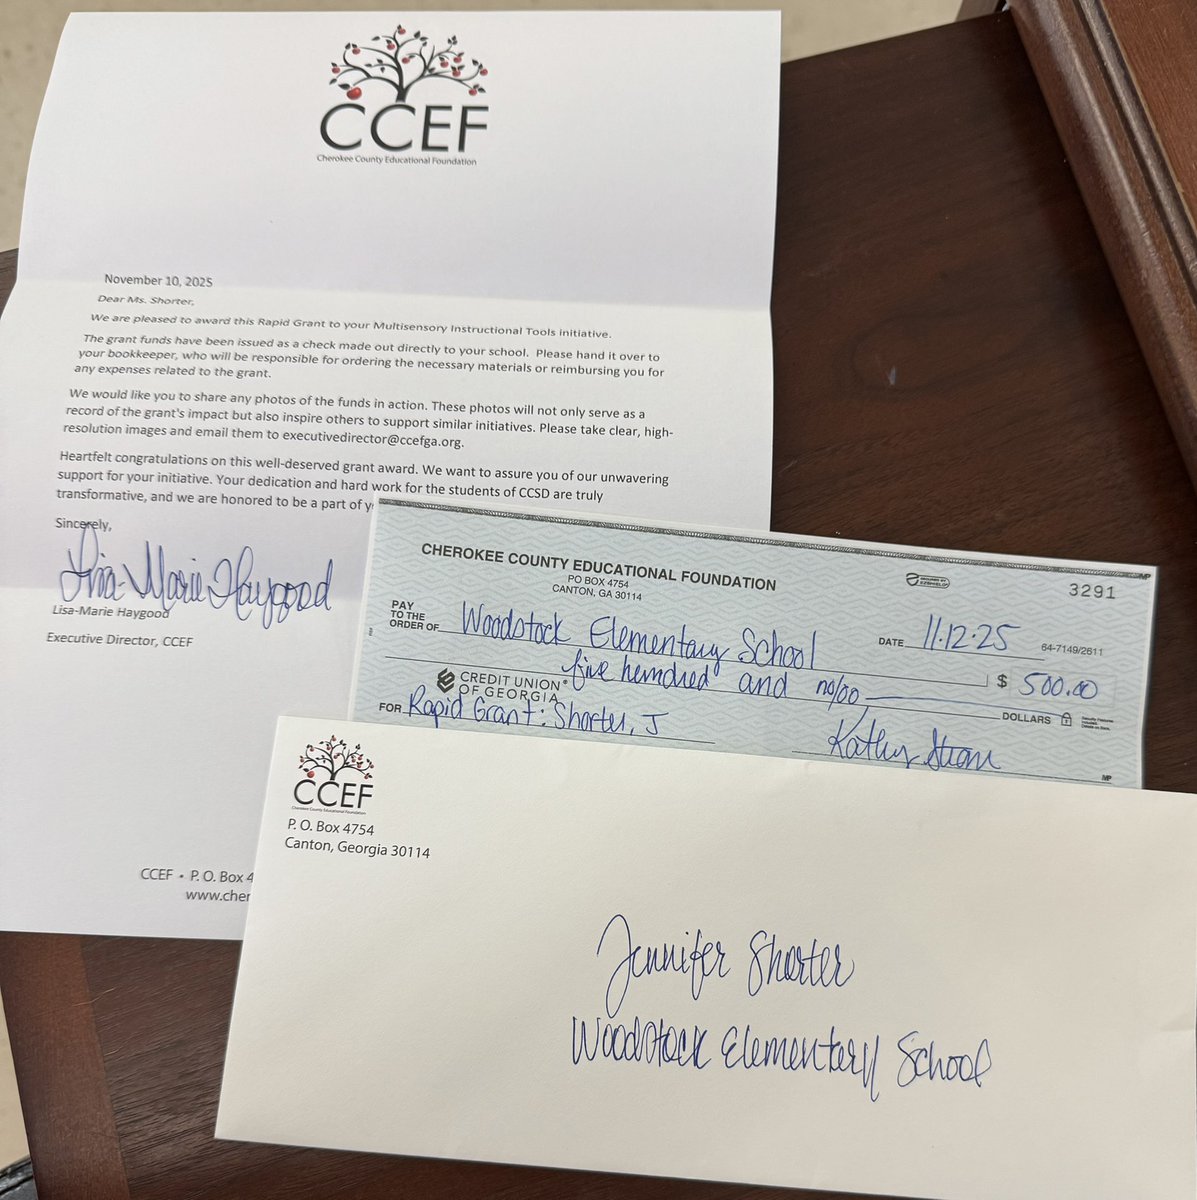 CCEF
Cherokee County Educational Foundation
November 10, 2025
Dear Ms. Shorter,
We are pleased to award this Rapid Grant to your Multisensory Instructional Tools initiative.
The grant funds have been issued as a check made out directly to your school. Please hand it over to
your bookkeeper, who will be responsible for ordering the necessary materials or reimbursing you for
any expenses related to the grant.
We would like you to share any photos of the funds in action. These photos will not only serve as a
record of the grant's impact but also inspire others to support similar initiatives. Please take clear, high-
resolution images and email them to executivedirector@ccefga.org.
Heartfelt congratulations on this well-deserved grant award. We want to assure you of our unwavering
support for your initiative. Your dedication and hard work for the students of CCSD are truly
transformative, and we are honored to be a part of y
Sincerely,
Lisa-Marie Haygood
Lisa-Marie Haygood
Executive Director, CCEF
CCEF • P. O. Box 4
www.cher
CHEROKEE COUNTY EDUCATIONAL FOUNDATION
PO BOX 4754
CANTON, GA 30114
3291
PAY
TO THE
ORDER OF
Woodstock Elementary School
DATE 11.12.25
64-7149/2611
five hundred and no/00
$ 500.00
DOLLARS
CREDIT UNION
OF GEORGIA
FOR Rapid Grant: Shorter, J
Kathy
MP
MP
CCEF
Cherokee County Educational Foundation
P. O. Box 4754
Canton, Georgia 30114
Jennifer Shorter
Woodstock Elementary School